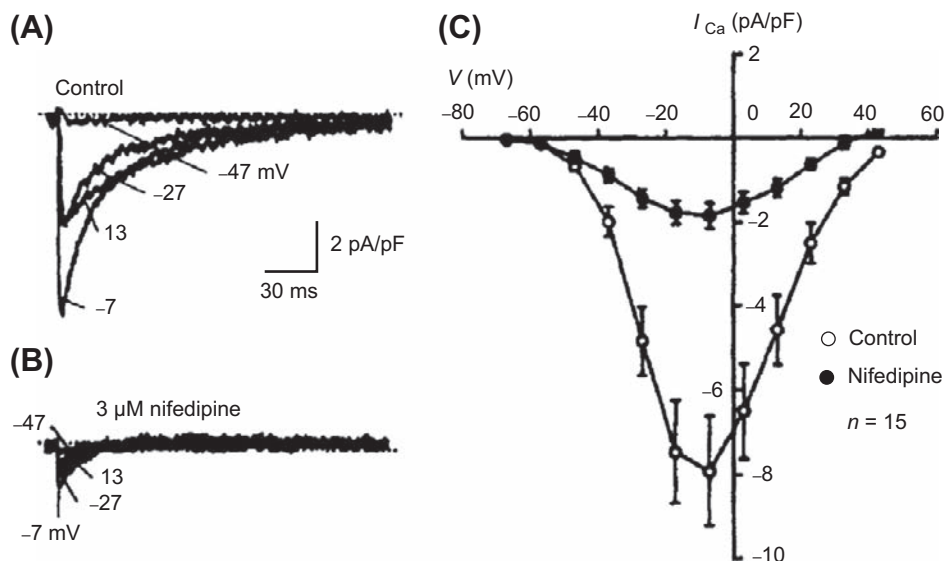 (A)
Control
–47 mV
–27
13
–7
2 pA/pF
30 ms
(B)
3 μM nifedipine
–47
13
–27
–7 mV
(C)
I Ca (pA/pF)
V (mV)
2
–80 –60 –40 –20 0 20 40 60
–2
–4
–6
–8
–10
Control
Nifedipine
n = 15